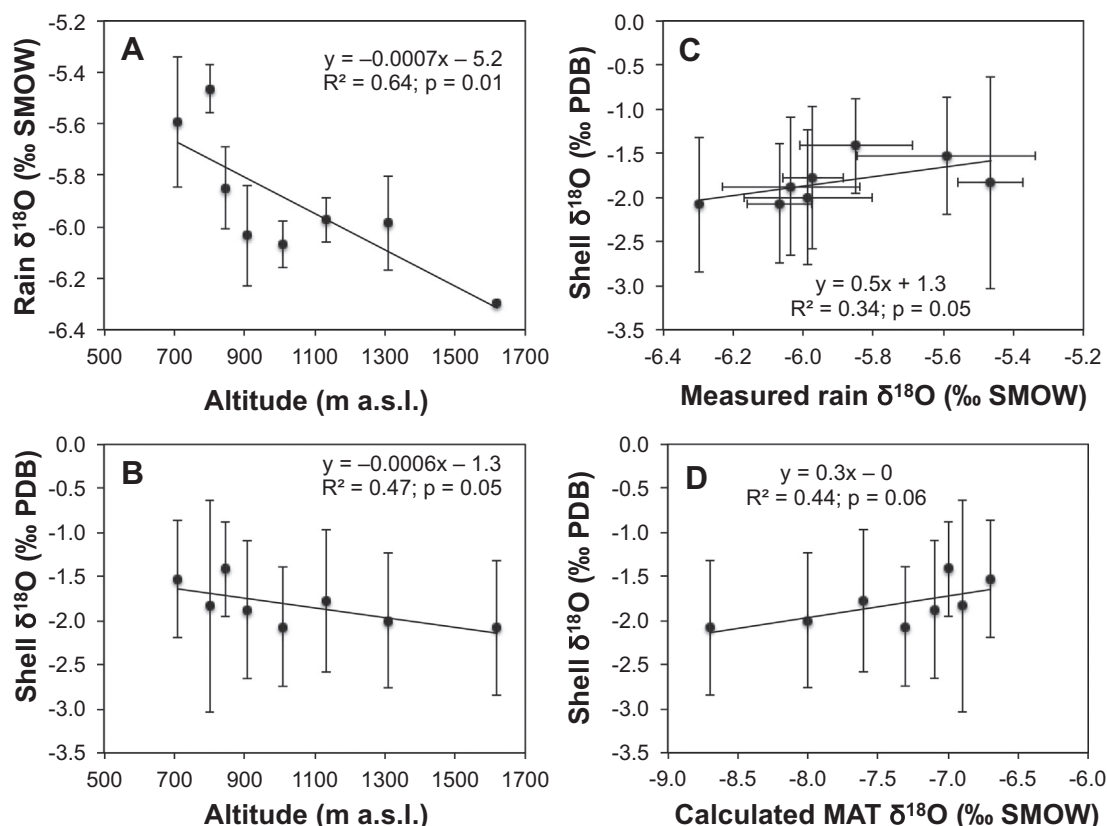 A
y = –0.0007x – 5.2
R² = 0.64; p = 0.01
Rain δ¹⁸O (‰ SMOW)
-5.2
-5.4
-5.6
-5.8
-6.0
-6.2
-6.4
500 700 900 1100 1300 1500 1700
Altitude (m a.s.l.)
C
y = 0.5x + 1.3
R² = 0.34; p = 0.05
Shell δ¹⁸O (‰ PDB)
0.0
-0.5
-1.0
-1.5
-2.0
-2.5
-3.0
-3.5
-6.4 -6.2 -6.0 -5.8 -5.6 -5.4 -5.2
Measured rain δ¹⁸O (‰ SMOW)
B
y = –0.0006x – 1.3
R² = 0.47; p = 0.05
Shell δ¹⁸O (‰ PDB)
0.0
-0.5
-1.0
-1.5
-2.0
-2.5
-3.0
-3.5
500 700 900 1100 1300 1500 1700
Altitude (m a.s.l.)
D
y = 0.3x – 0
R² = 0.44; p = 0.06
Shell δ¹⁸O (‰ PDB)
0.0
-0.5
-1.0
-1.5
-2.0
-2.5
-3.0
-3.5
-9.0 -8.5 -8.0 -7.5 -7.0 -6.5 -6.0
Calculated MAT δ¹⁸O (‰ SMOW)